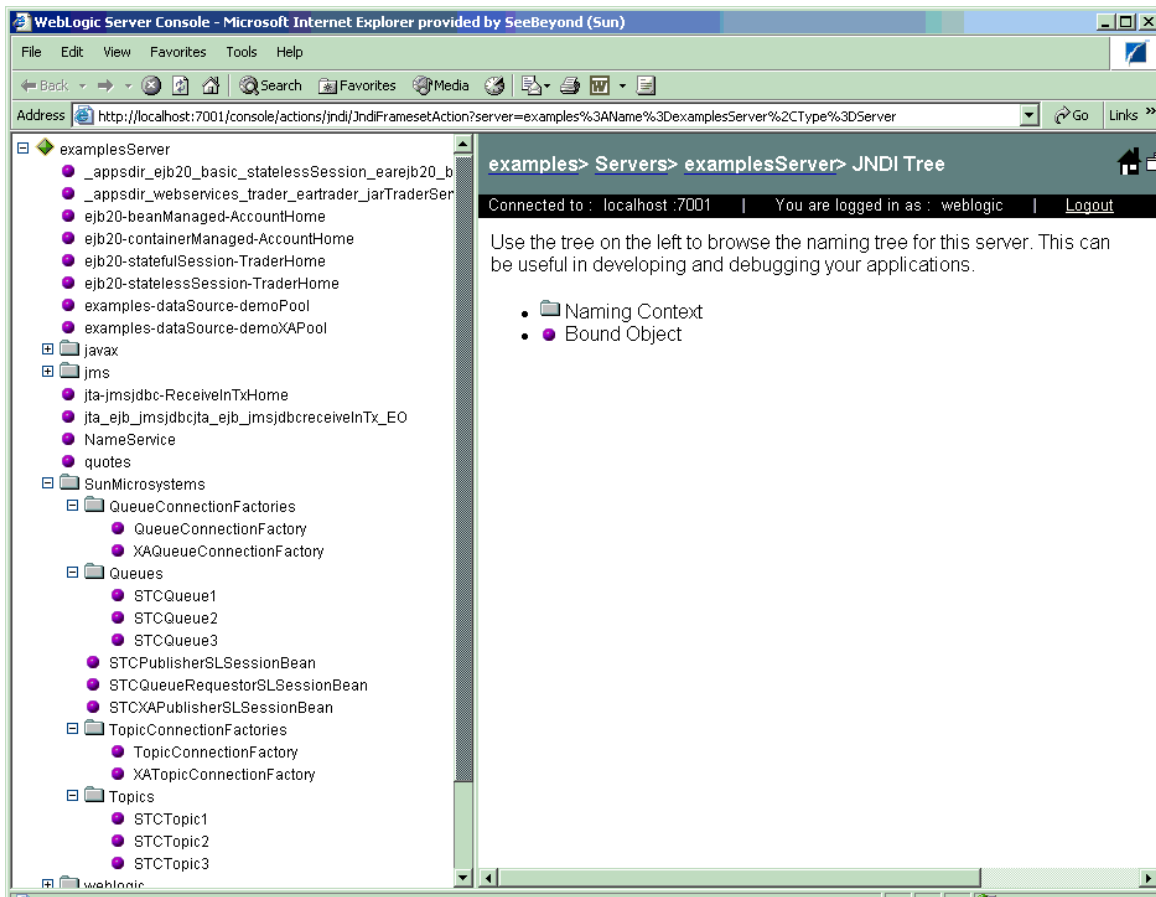 WebLogic Server Console - Microsoft Internet Explorer provided by SeeBeyond (Sun)
File Edit View Favorites Tools Help
Back Search Favorites Media
Address http://localhost:7001/console/actions/jndi/JndiFramesetAction?server=examples%3AName%3DexamplesServer%2CType%3DServer Go Links »
examplesServer
_appsdir_ejb20_basic_statelessSession_earejb20_b
_appsdir_webservices_trader_eartrader_jarTraderSer
ejb20-beanManaged-AccountHome
ejb20-containerManaged-AccountHome
ejb20-statefulSession-TraderHome
ejb20-statelessSession-TraderHome
examples-dataSource-demoPool
examples-dataSource-demoXAPool
javax
jms
jta-jmsjdbc-ReceiveInTxHome
jta_ejb_jmsjdbcjta_ejb_jmsjdbcreceiveInTx_EO
NameService
quotes
SunMicrosystems
QueueConnectionFactories
QueueConnectionFactory
XAQueueConnectionFactory
Queues
STCQueue1
STCQueue2
STCQueue3
STCPublisherSLSessionBean
STCQueueRequestorSLSessionBean
STCXAPublisherSLSessionBean
TopicConnectionFactories
TopicConnectionFactory
XATopicConnectionFactory
Topics
STCTopic1
STCTopic2
STCTopic3
weblogic
examples> Servers> examplesServer> JNDI Tree
Connected to : localhost :7001 | You are logged in as : weblogic | Logout
Use the tree on the left to browse the naming tree for this server. This can
be useful in developing and debugging your applications.
Naming Context
Bound Object